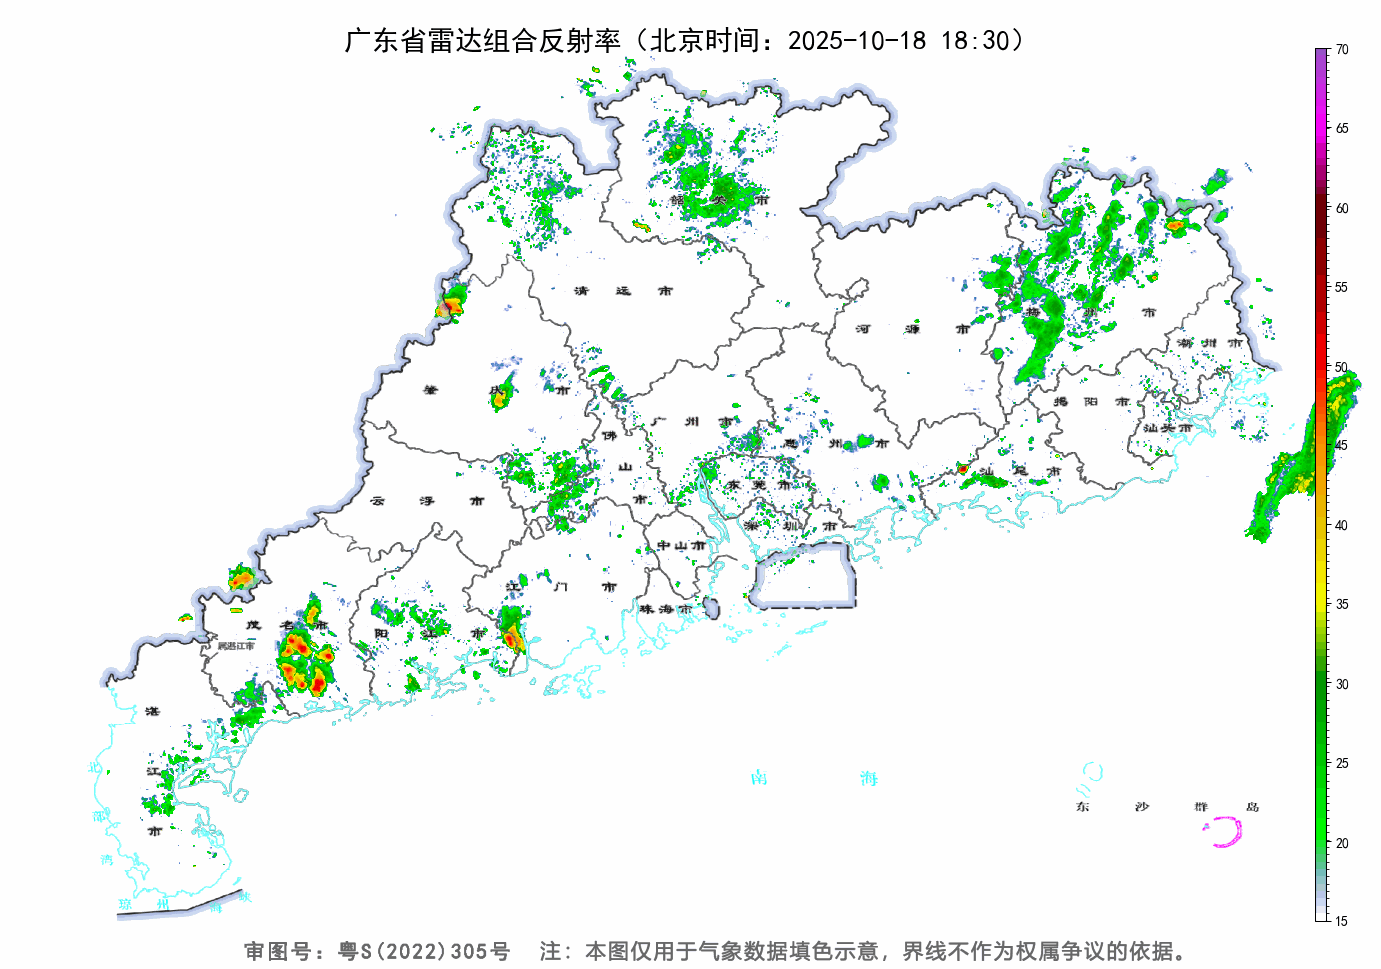 广东省雷达组合反射率（北京时间：2025-10-18 18:30）
70
65
60
55
50
45
40
35
30
25
20
15
韶关市
清远市
河源市
梅州市
潮州市
肇庆市
广州市
惠州市
揭阳市
汕头市
佛山市
云浮市
东莞市
汕尾市
深圳市
中山市
江门市
珠海市
茂名市
阳江市
属湛江市
湛江市
南海
北部湾
琼州海峡
东沙群岛
审图号：粤S(2022)305号 注：本图仅用于气象数据填色示意，界线不作为权属争议的依据。